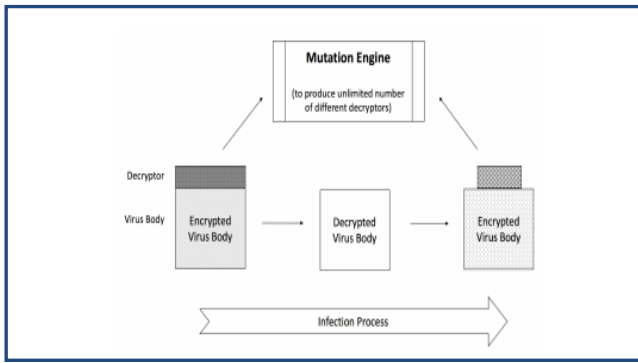 Mutation Engine
(to produce unlimited number
of different decryptors)
Decryptor
Virus Body
Encrypted
Virus Body
Decrypted
Virus Body
Encrypted
Virus Body
Infection Process